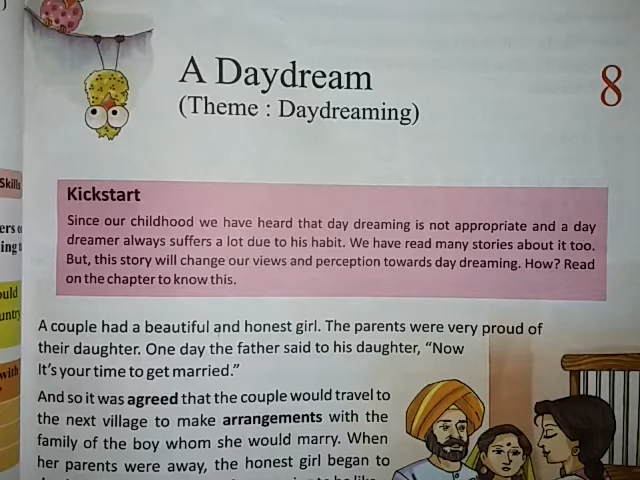 A Daydream
(Theme : Daydreaming)
8
Kickstart
Since our childhood we have heard that day dreaming is not appropriate and a day
dreamer always suffers a lot due to his habit. We have read many stories about it too.
But, this story will change our views and perception towards day dreaming. How? Read
on the chapter to know this.
A couple had a beautiful and honest girl. The parents were very proud of
their daughter. One day the father said to his daughter, “Now
It’s your time to get married.”
And so it was agreed that the couple would travel to
the next village to make arrangements with the
family of the boy whom she would marry. When
her parents were away, the honest girl began to
Skills
with